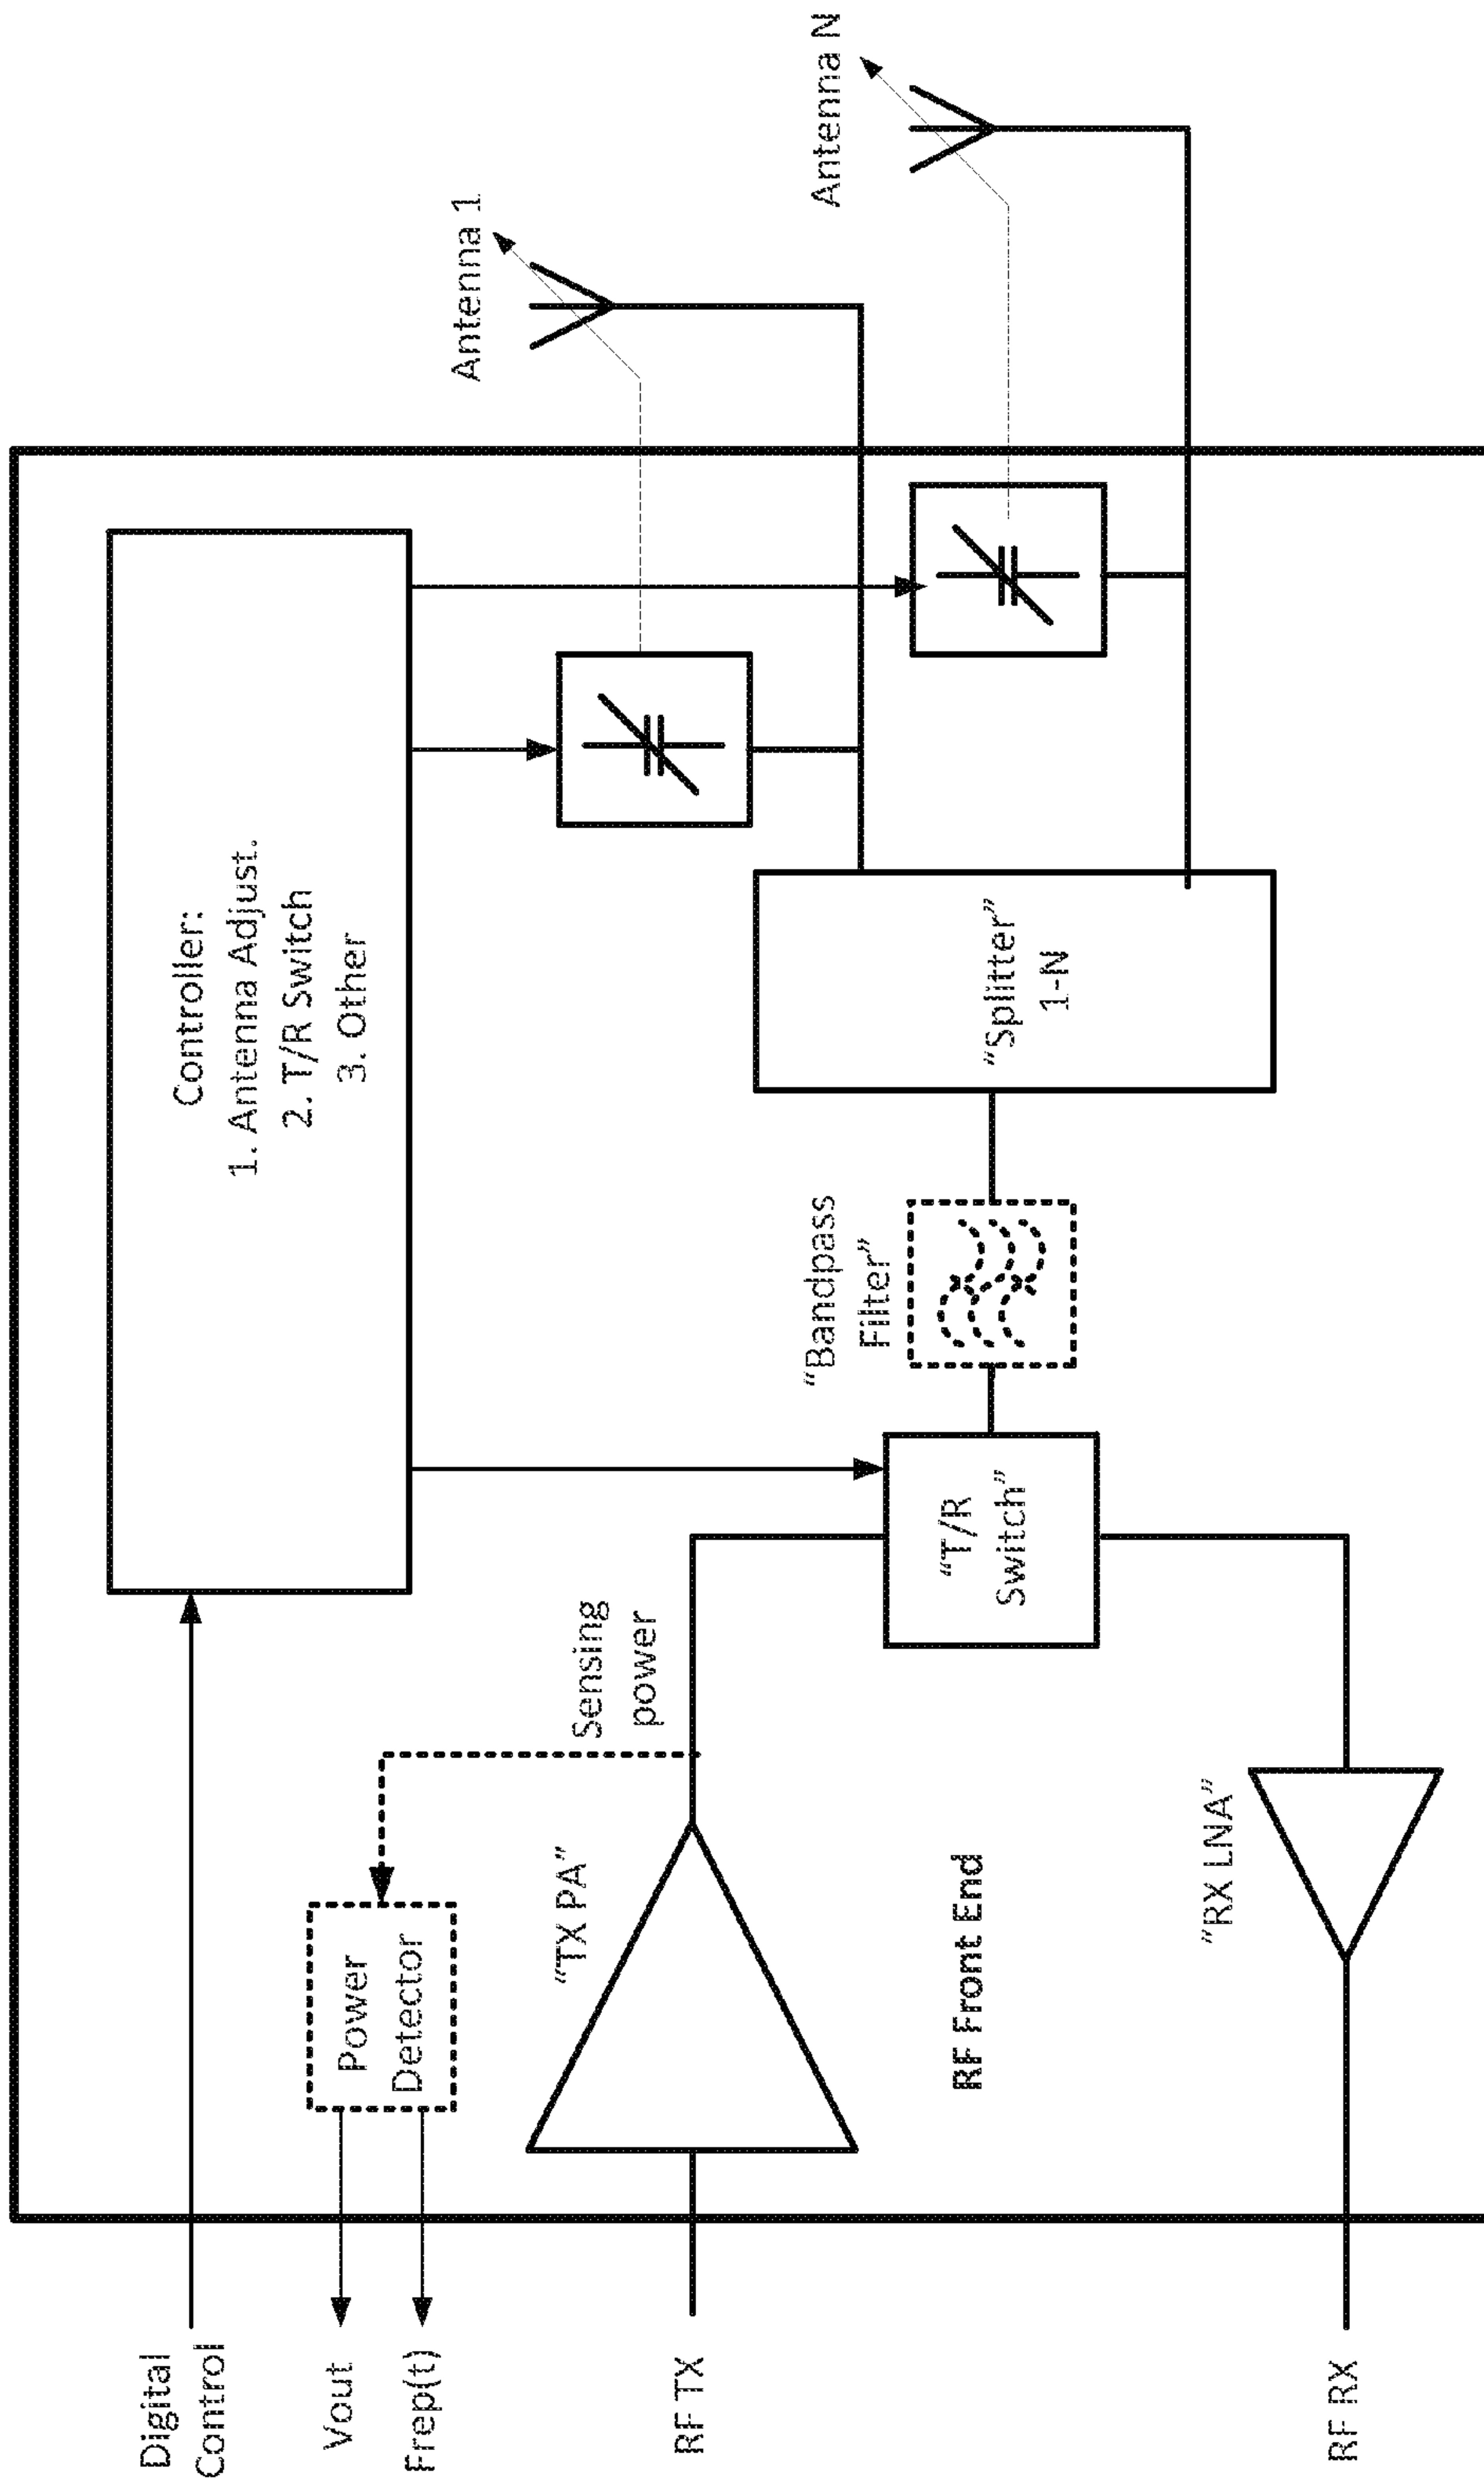 Digital
Control
Vout
Frep(t)
RF TX
RF RX
Controller:
1. Antenna Adjust.
2. T/R Switch
3. Other
Power
Detector
Sensing
power
“TX PA”
RF Front End
“RX LNA”
“T/R
Switch”
“Bandpass
Filter”
“Splitter”
1-N
Antenna 1
Antenna N